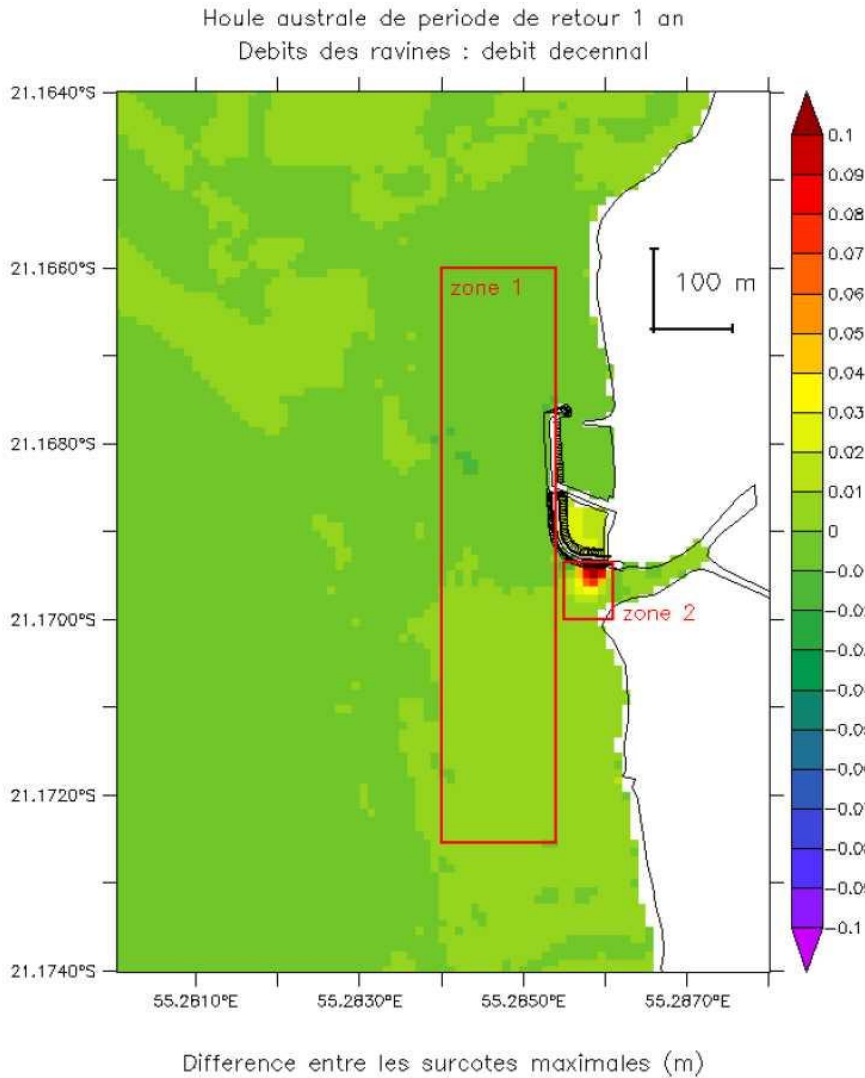 Houle australe de periode de retour 1 an
Debits des ravines : debit decennal
21.1640°S
21.1660°S
21.1680°S
21.1700°S
21.1720°S
21.1740°S
55.2810°E
55.2830°E
55.2850°E
55.2870°E
zone 1
100 m
zone 2
0.1
0.09
0.08
0.07
0.06
0.05
0.04
0.03
0.02
0.01
0
-0.1
Difference entre les surcotes maximales (m)